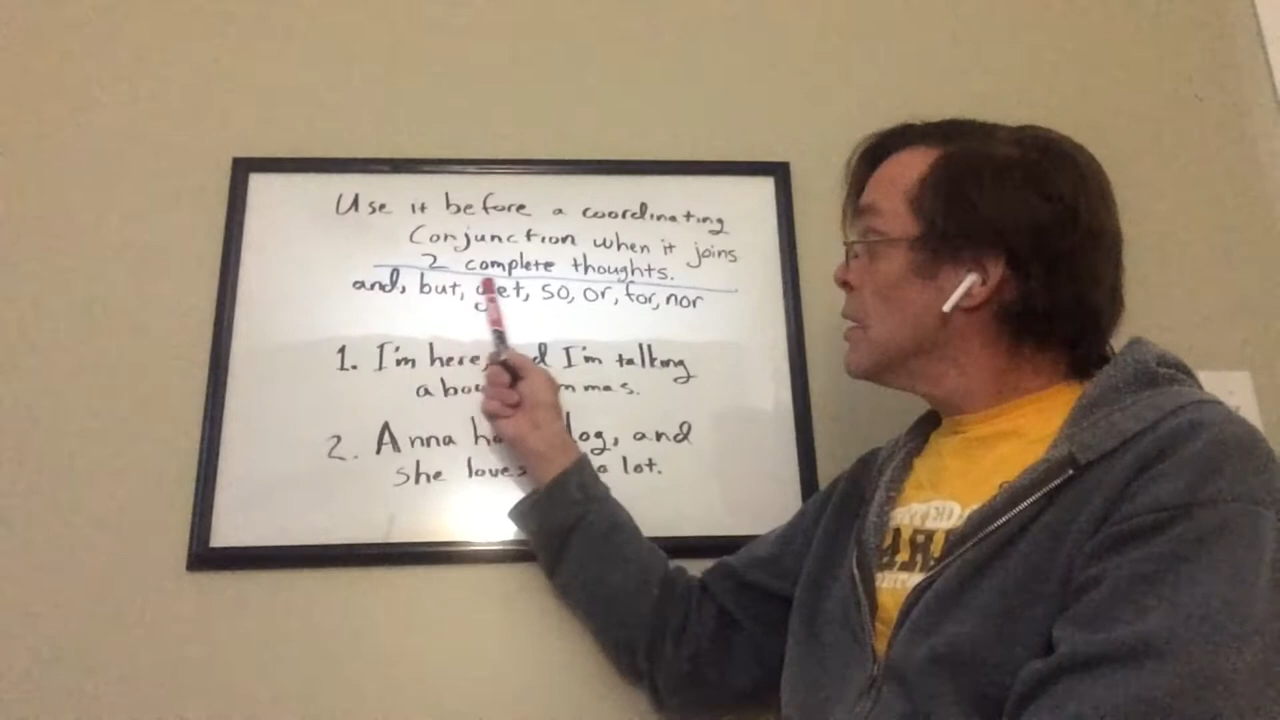 Use it before a coordinating
Conjunction when it joins
2 complete thoughts.
and, but, yet, so, or, for, nor
1. I'm here, I'm talking
commas.
2. Anna dog, and
she loves a lot.